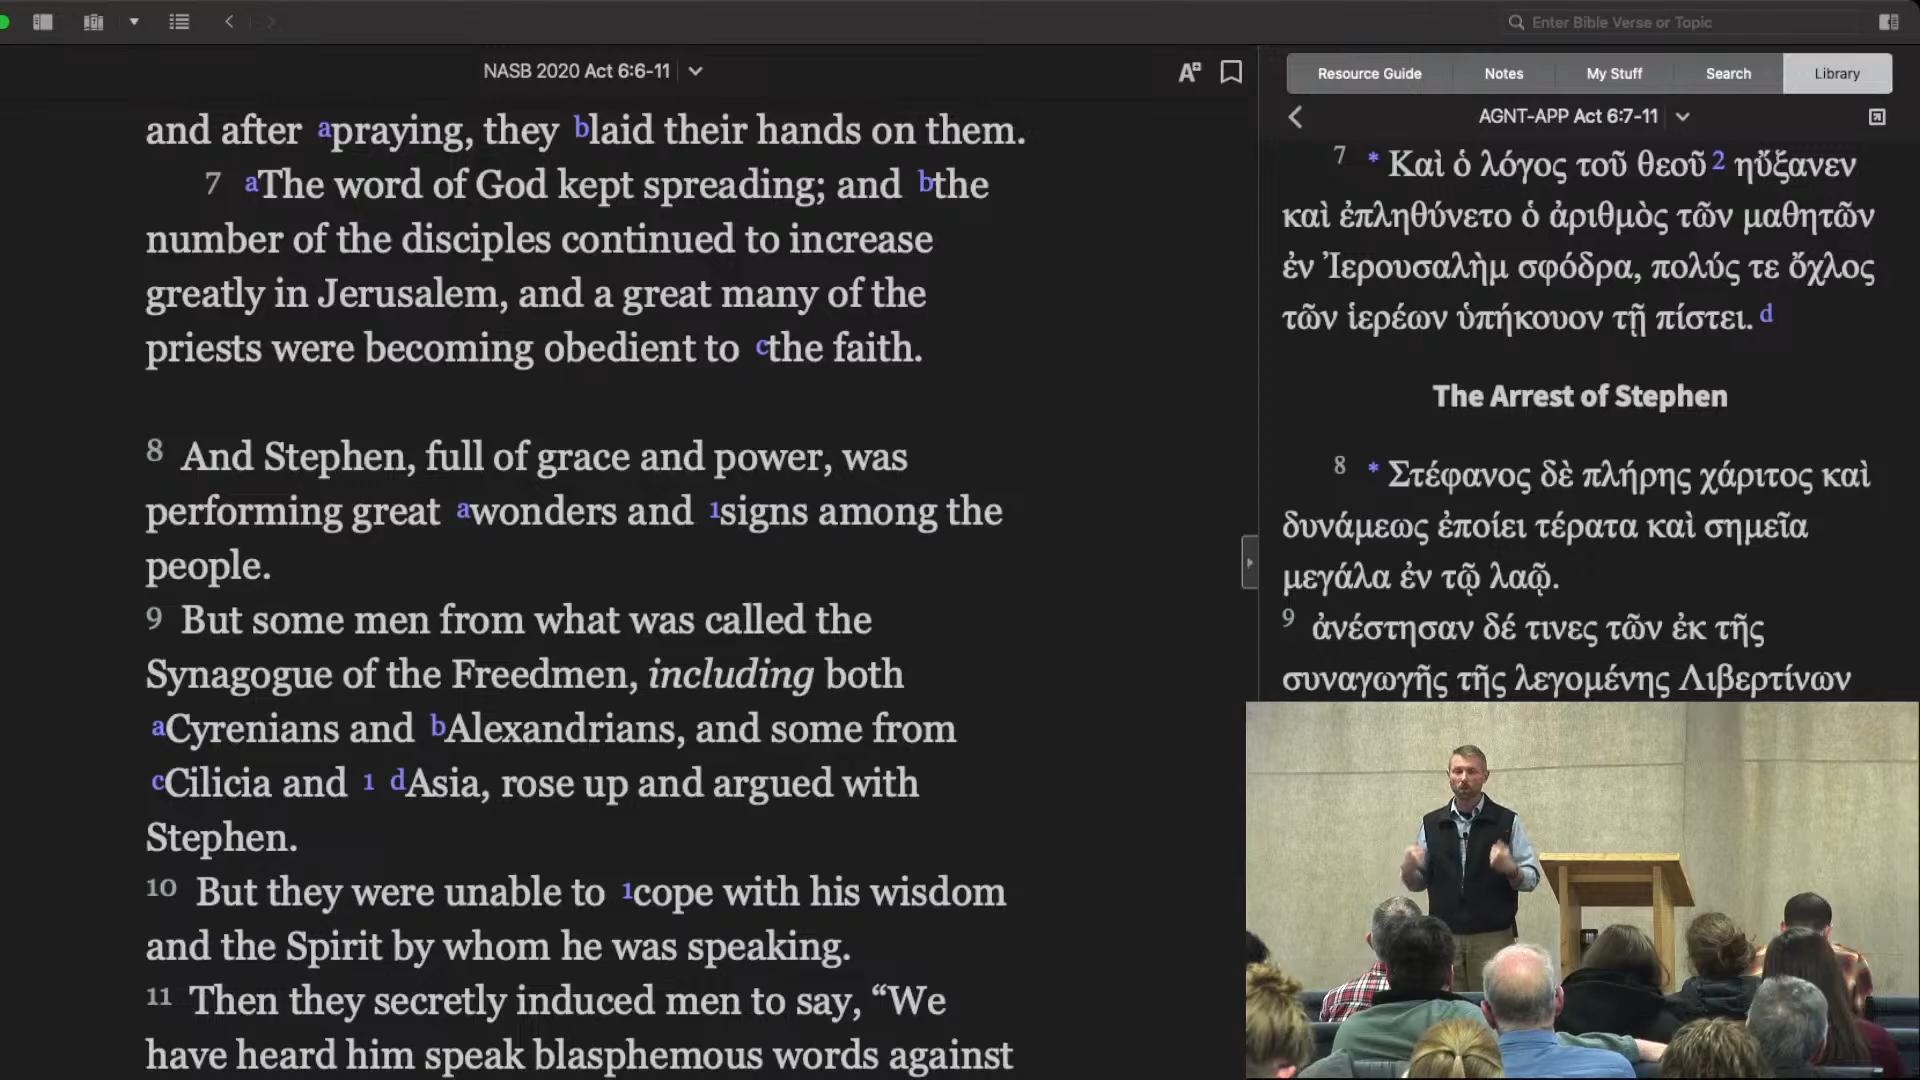 Enter Bible Verse or Topic
NASB 2020 Act 6:6-11
A
and after apraying, they blaid their hands on them.
7 aThe word of God kept spreading; and bthe
number of the disciples continued to increase
greatly in Jerusalem, and a great many of the
priests were becoming obedient to cthe faith.
8 And Stephen, full of grace and power, was
performing great awonders and 1signs among the
people.
9 But some men from what was called the
Synagogue of the Freedmen, including both
aCyrenians and bAlexandrians, and some from
cCilicia and 1 dAsia, rose up and argued with
Stephen.
10 But they were unable to 1cope with his wisdom
and the Spirit by whom he was speaking.
11 Then they secretly induced men to say, “We
have heard him speak blasphemous words against
Resource Guide Notes My Stuff Search Library
AGNT-APP Act 6:7-11
7 * Καὶ ὁ λόγος τοῦ θεοῦ 2 ηὔξανεν
καὶ ἐπληθύνετο ὁ ἀριθμὸς τῶν μαθητῶν
ἐν Ἰερουσαλὴμ σφόδρα, πολύς τε ὄχλος
τῶν ἱερέων ὑπήκουον τῇ πίστει. d
The Arrest of Stephen
8 * Στέφανος δὲ πλήρης χάριτος καὶ
δυνάμεως ἐποίει τέρατα καὶ σημεῖα
μεγάλα ἐν τῷ λαῷ.
9 ἀνέστησαν δέ τινες τῶν ἐκ τῆς
συναγωγῆς τῆς λεγομένης Λιβερτίνων